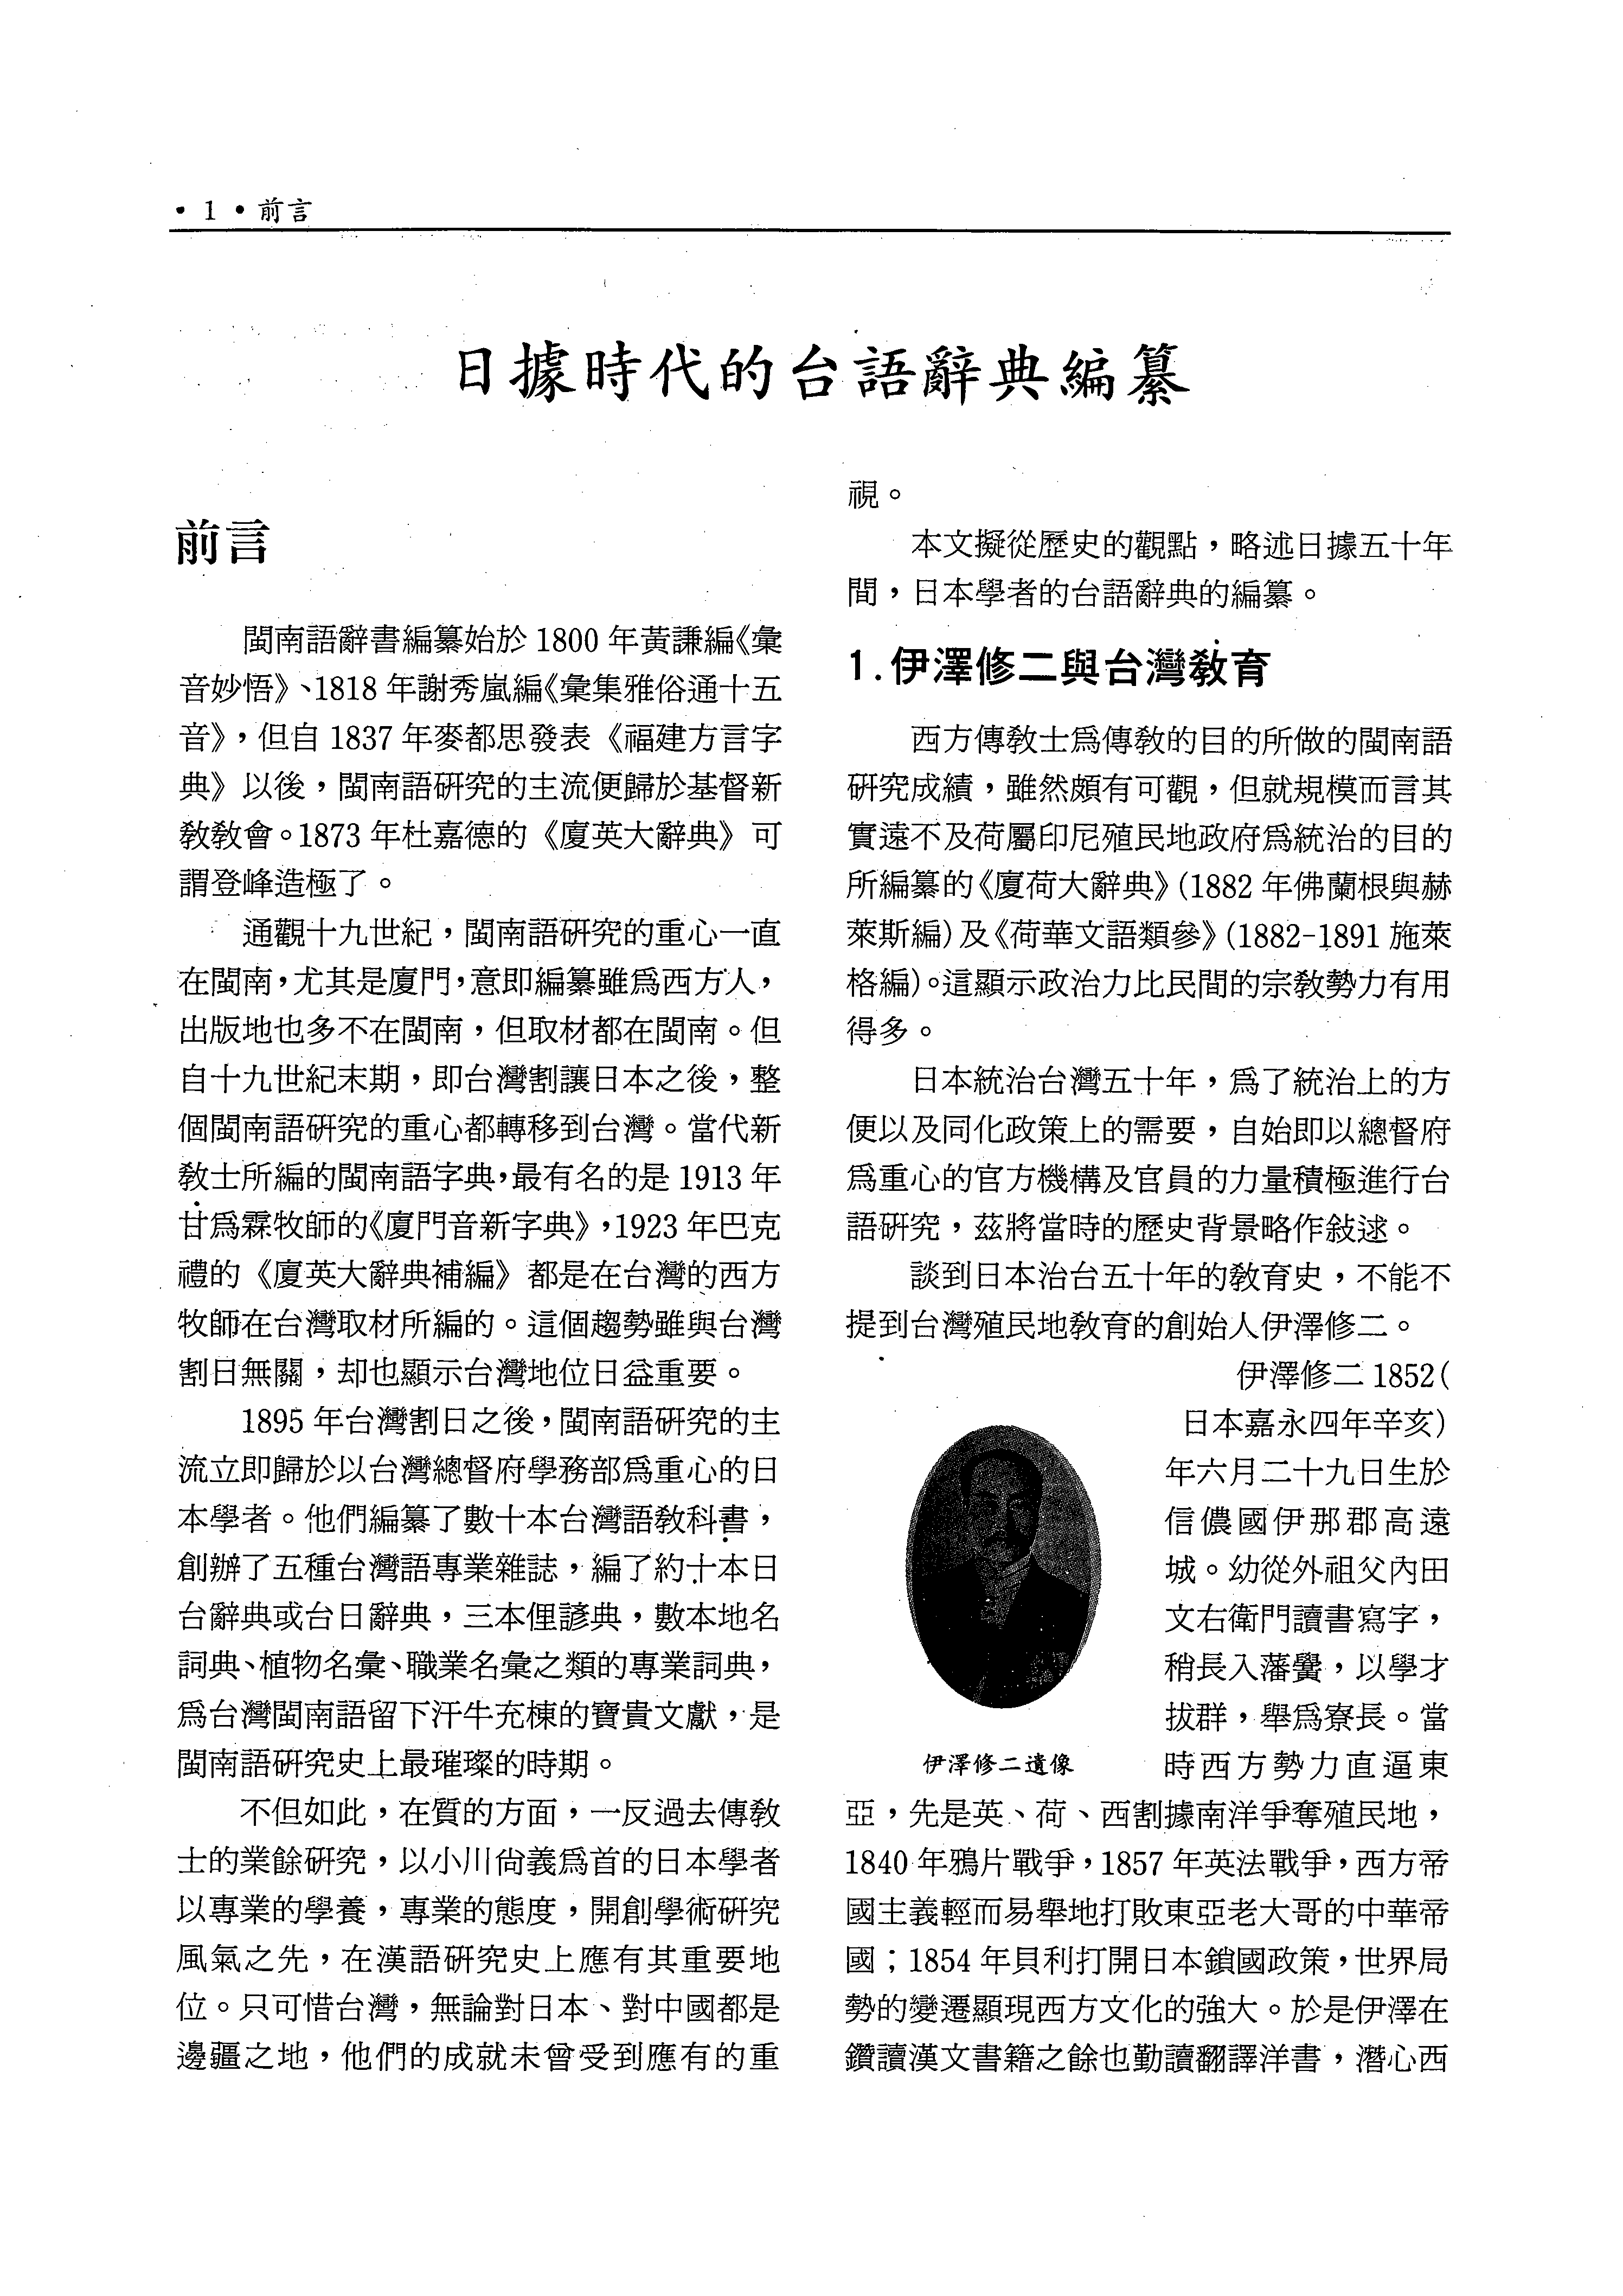 • 1 • 前言
日據時代的台語辭典編纂
前言
閩南語辭書編纂始於 1800 年黃謙編《彙
音妙悟》、1818 年謝秀嵐編《彙集雅俗通十五
音》，但自 1837 年麥都思發表《福建方言字
典》以後，閩南語研究的主流便歸於基督新
教教會。1873 年杜嘉德的《廈英大辭典》可
謂登峰造極了。
通觀十九世紀，閩南語研究的重心一直
在閩南，尤其是廈門，意即編纂雖爲西方人，
出版地也多不在閩南，但取材都在閩南。但
自十九世紀末期，即台灣割讓日本之後，整
個閩南語研究的重心都轉移到台灣。當代新
教士所編的閩南語字典，最有名的是 1913 年
甘爲霖牧師的《廈門音新字典》，1923 年巴克
禮的《廈英大辭典補編》都是在台灣的西方
牧師在台灣取材所編的。這個趨勢雖與台灣
割日無關，却也顯示台灣地位日益重要。
1895 年台灣割日之後，閩南語研究的主
流立即歸於以台灣總督府學務部爲重心的日
本學者。他們編纂了數十本台灣語教科書，
創辦了五種台灣語專業雜誌，編了約十本日
台辭典或台日辭典，三本俚諺典，數本地名
詞典、植物名彙、職業名彙之類的專業詞典，
爲台灣閩南語留下汗牛充棟的寶貴文獻，是
閩南語研究史上最璀璨的時期。
不但如此，在質的方面，一反過去傳教
士的業餘研究，以小川尙義爲首的日本學者
以專業的學養，專業的態度，開創學術研究
風氣之先，在漢語研究史上應有其重要地
位。只可惜台灣，無論對日本、對中國都是
邊疆之地，他們的成就未曾受到應有的重
視。
本文擬從歷史的觀點，略述日據五十年
間，日本學者的台語辭典的編纂。
1.伊澤修二與台灣教育
西方傳教士爲傳教的目的所做的閩南語
研究成績，雖然頗有可觀，但就規模而言其
實遠不及荷屬印尼殖民地政府爲統治的目的
所編纂的《廈荷大辭典》(1882 年佛蘭根與赫
萊斯編)及《荷華文語類參》(1882-1891 施萊
格編)。這顯示政治力比民間的宗教勢力有用
得多。
日本統治台灣五十年，爲了統治上的方
便以及同化政策上的需要，自始即以總督府
爲重心的官方機構及官員的力量積極進行台
語研究，茲將當時的歷史背景略作敍述。
談到日本治台五十年的教育史，不能不
提到台灣殖民地教育的創始人伊澤修二。
伊澤修二 1852(
日本嘉永四年辛亥)
年六月二十九日生於
信儂國伊那郡高遠
城。幼從外祖父內田
文右衛門讀書寫字，
稍長入藩黌，以學才
拔群，舉爲寮長。當
時西方勢力直逼東
伊澤修二遺像
亞，先是英、荷、西割據南洋爭奪殖民地，
1840 年鴉片戰爭，1857 年英法戰爭，西方帝
國主義輕而易舉地打敗東亞老大哥的中華帝
國；1854 年貝利打開日本鎖國政策，世界局
勢的變遷顯現西方文化的強大。於是伊澤在
鑽讀漢文書籍之餘也勤讀翻譯洋書，潛心西